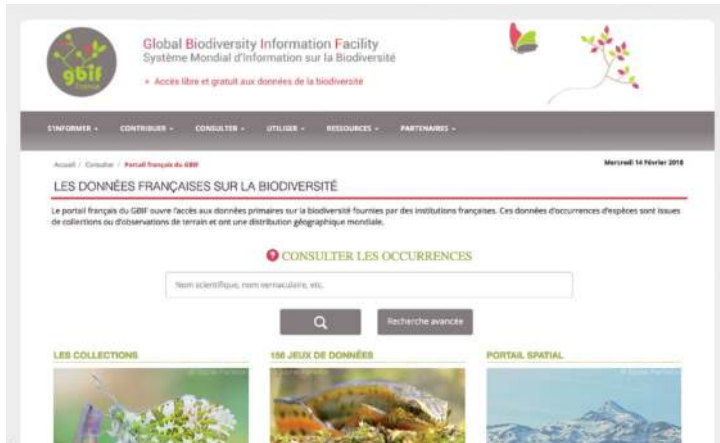 gbif
france
Global Biodiversity Information Facility
Système Mondial d'Information sur la Biodiversité
Accès libre et gratuit aux données de la biodiversité
S'INFORMER CONTRIBUER CONSULTER UTILISER RESSOURCES PARTENAIRES
Accueil / Consulter / Portail français du GBIF
Mercredi 14 Février 2018
LES DONNÉES FRANÇAISES SUR LA BIODIVERSITÉ
Le portail français du GBIF ouvre l'accès aux données primaires sur la biodiversité fournies par des institutions françaises. Ces données d'occurrences d'espèces sont issues
de collections ou d'observations de terrain et ont une distribution géographique mondiale.
? CONSULTER LES OCCURRENCES
Nom scientifique, nom vernaculaire, etc.
Recherche avancée
LES COLLECTIONS 156 JEUX DE DONNÉES PORTAIL SPATIAL